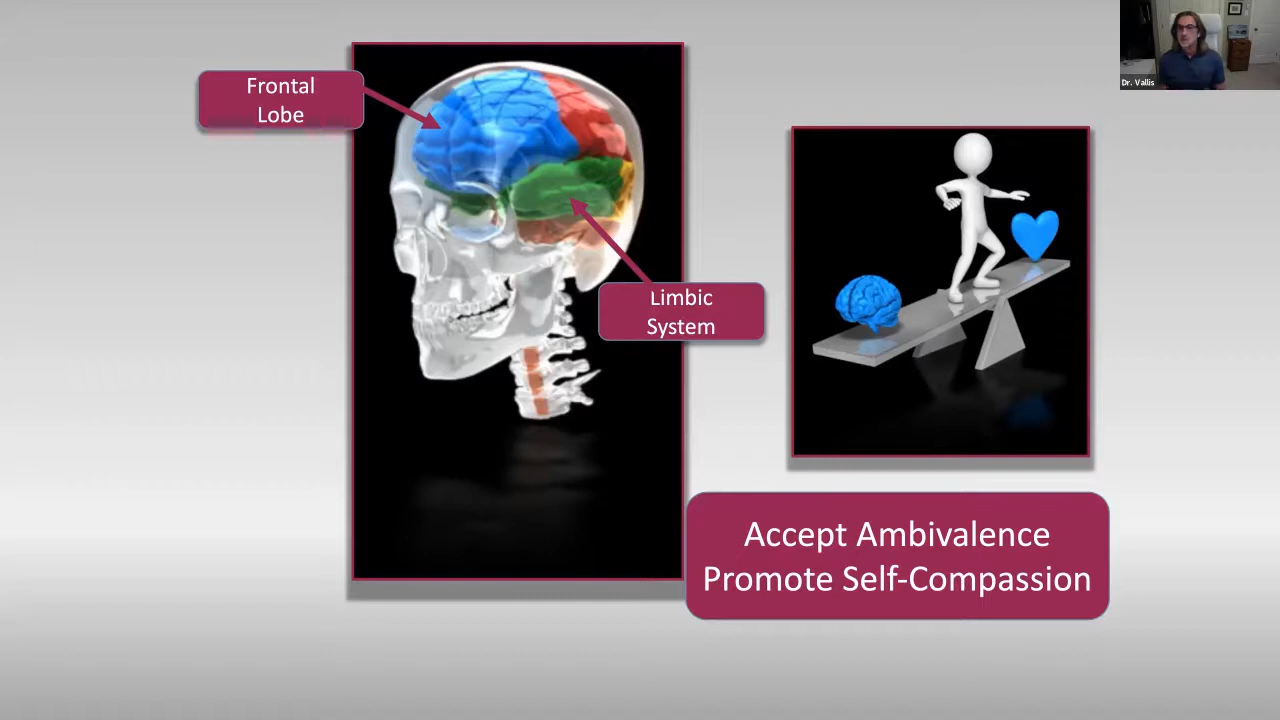 Frontal
Lobe
Dr. Vallis
Limbic
System
Accept Ambivalence
Promote Self-Compassion